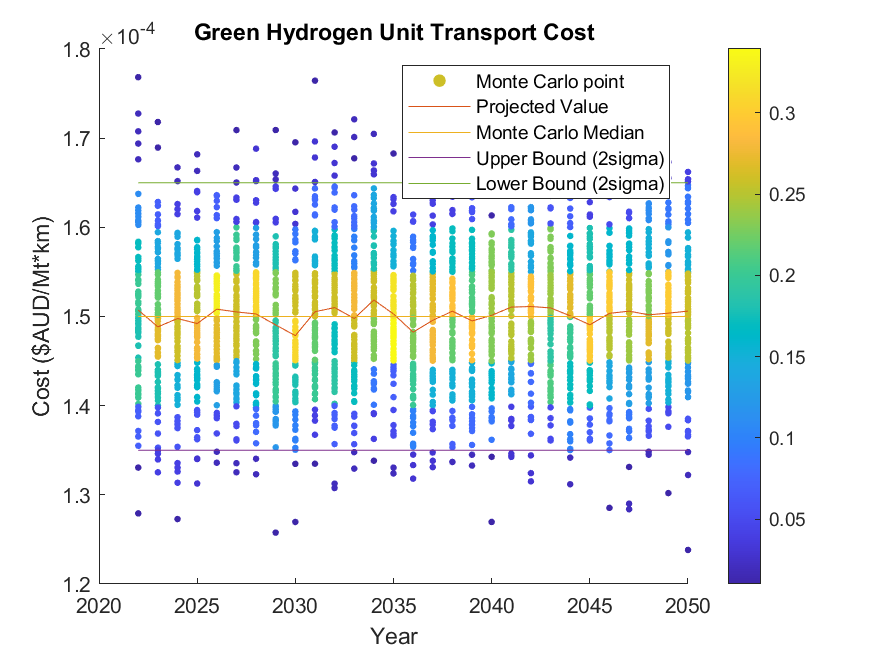 ×10-4
Green Hydrogen Unit Transport Cost
1.8
1.7
1.6
1.5
1.4
1.3
1.2
Cost ($AUD/Mt*km)
Monte Carlo point
Projected Value
Monte Carlo Median
Upper Bound (2sigma)
Lower Bound (2sigma)
0.3
0.25
0.2
0.15
0.1
0.05
2020 2025 2030 2035 2040 2045 2050
Year